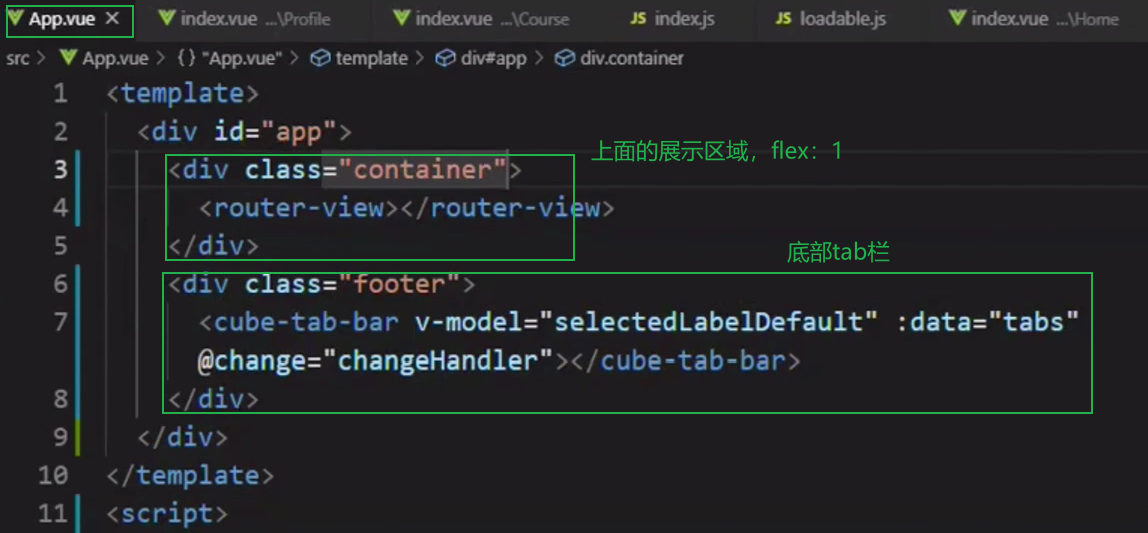 App.vue × index.vue ...\Profile index.vue ...\Course JS index.js JS loadable.js index.vue ...\Home
src > App.vue > {} "App.vue" > template > div#app > div.container
1 <template>
2 <div id="app">
上面的展示区域，flex：1
3 <div class="container">
4 <router-view></router-view>
5 </div>
底部tab栏
6 <div class="footer">
7 <cube-tab-bar v-model="selectedLabelDefault" :data="tabs"
@change="changeHandler"></cube-tab-bar>
8 </div>
9 </div>
10 </template>
11 <script>